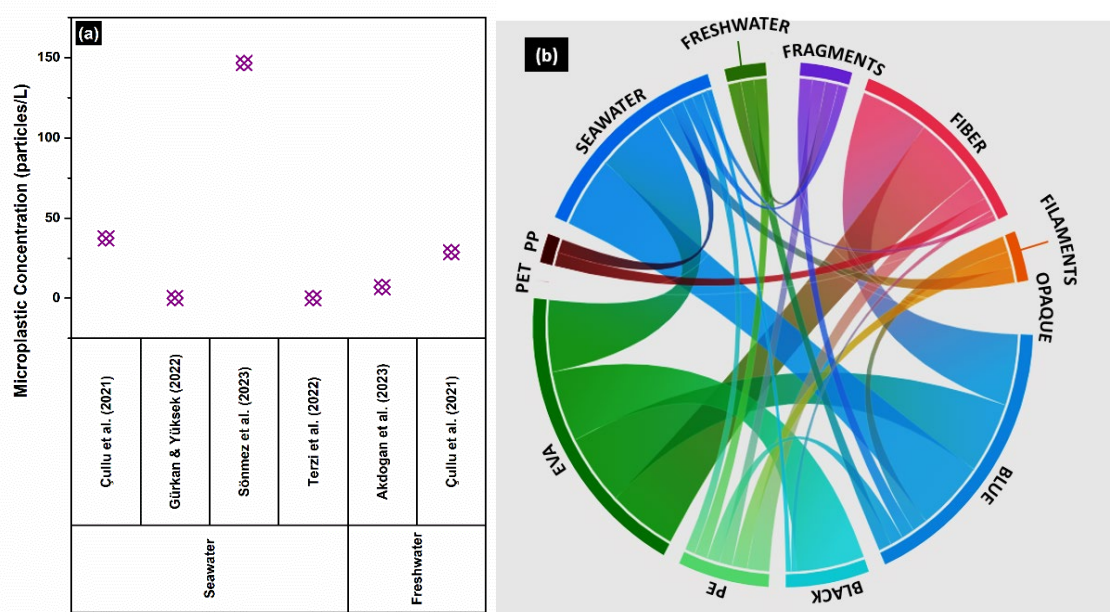 (a)
Microplastic Concentration (particles/L)
150
100
50
0
Çullu et al. (2021)
Gürkan & Yüksek (2022)
Sönmez et al. (2023)
Terzi et al. (2022)
Akdogan et al. (2023)
Çullu et al. (2021)
Seawater
Freshwater
(b)
FRESHWATER
FRAGMENTS
FIBER
FILAMENTS
OPAQUE
BLUE
BLACK
PE
EVA
PET
PP
SEAWATER